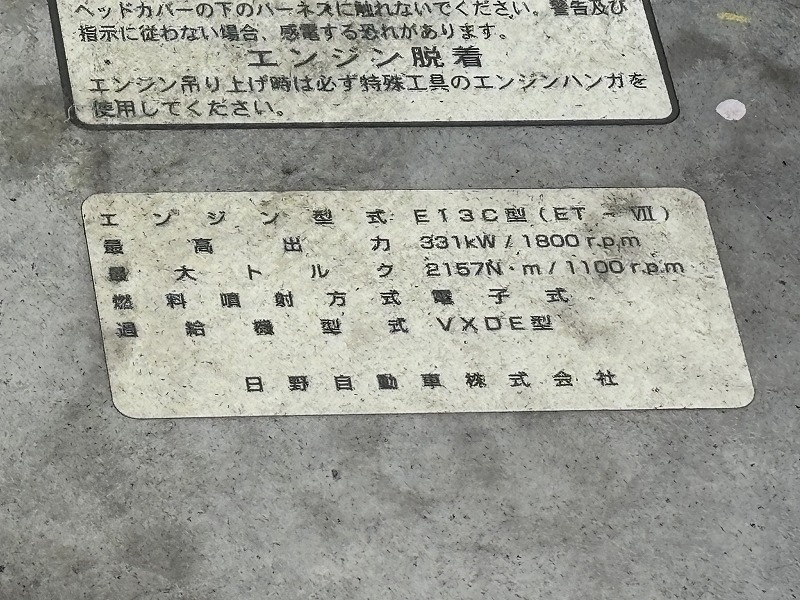 ヘッドカバーの下のハーネスに触れないでください。警告及び
指示に従わない場合、感電する恐れがあります。
エンジン脱着
エンジン吊り上げ時は必ず特殊工具のエンジンハンガを
使用してください。
エンジン型式 E13C型(ET-Ⅶ)
最高出力 331kW/1800r.p.m
最大トルク 2157N・m/1100r.p.m
燃料噴射方式 電子式
過給機型式 VXDE型
日野自動車株式会社